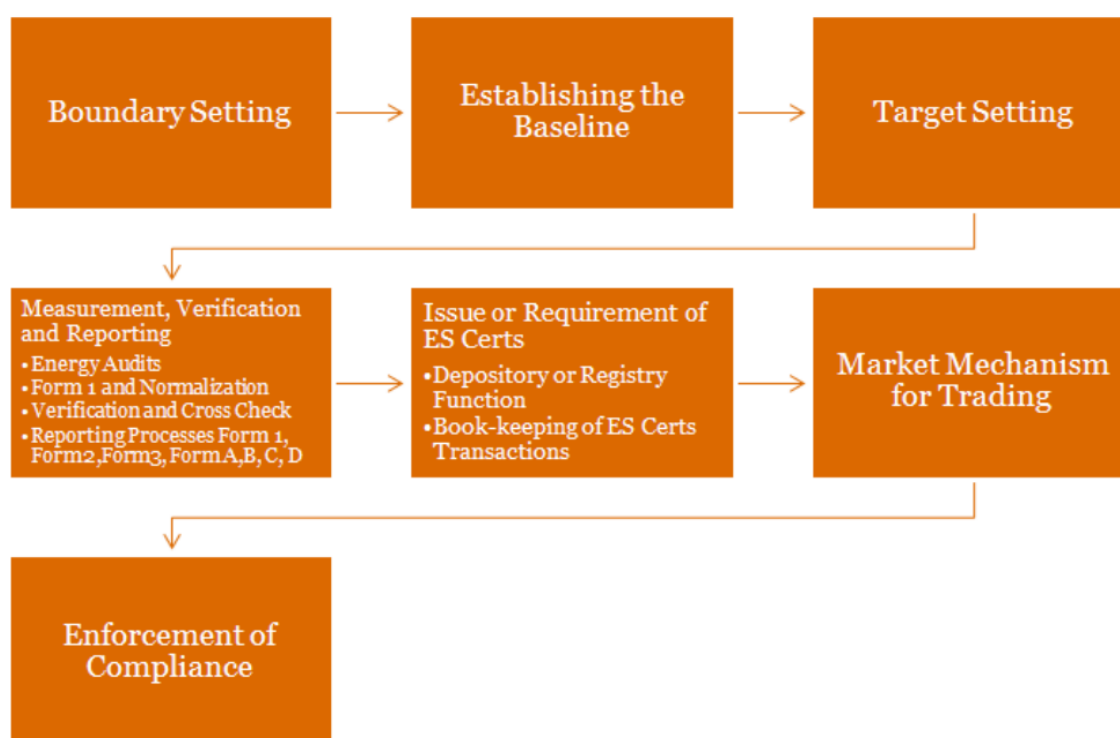 Boundary Setting
Establishing the
Baseline
Target Setting
Measurement, Verification
and Reporting
•Energy Audits
•Form 1 and Normalization
•Verification and Cross Check
•Reporting Processes Form 1,
Form2,Form3, Form A,B, C, D
Issue or Requirement of
ES Certs
•Depository or Registry
Function
•Book-keeping of ES Certs
Transactions
Market Mechanism
for Trading
Enforcement of
Compliance